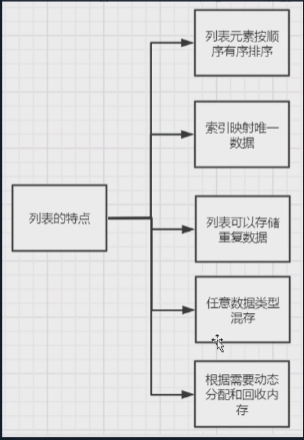 列表元素按顺
序有序排序
索引映射唯一
数据
列表的特点
列表可以存储
重复数据
任意数据类型
混存
根据需要动态
分配和回收内
存